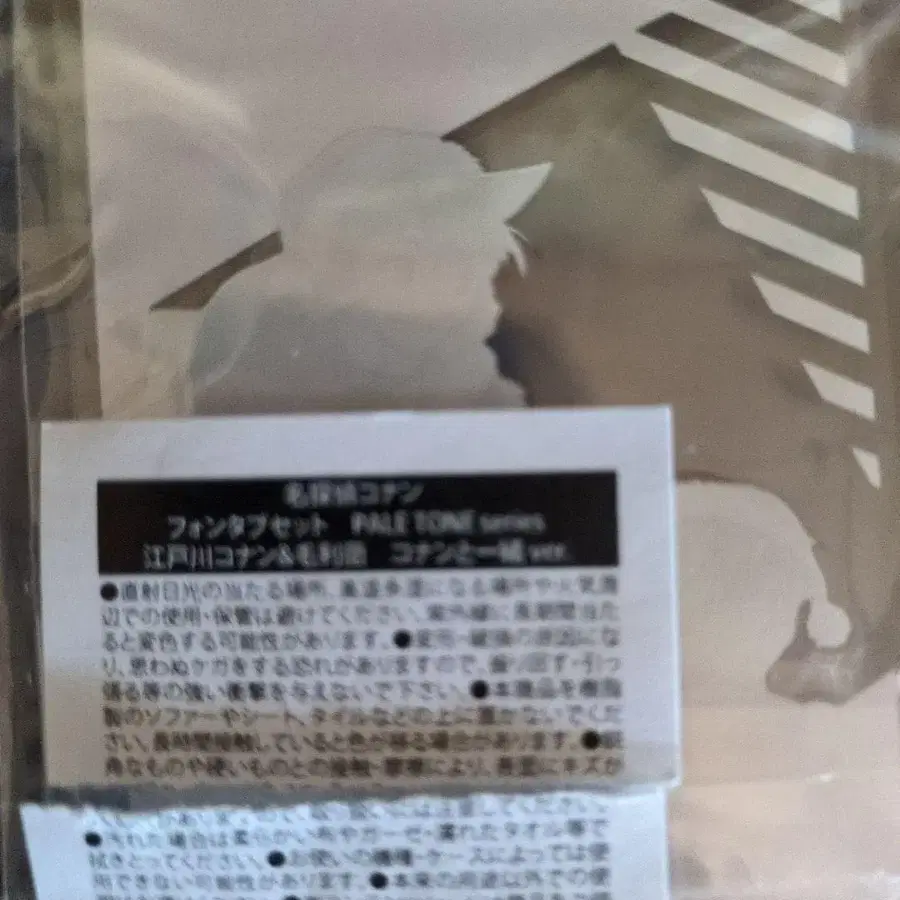 名探偵コナン
フォンタブセット PALE TONE series
江戸川コナン&毛利蘭 コナンと一緒ver.
●直射日光の当たる場所、高温多湿になる場所や火気周
辺での使用・保管は避けてください。紫外線に長期間当た
ると変色する可能性があります。●変形・破損の原因にな
り、思わぬケガをする恐れがありますので、振り回す・引っ
張る等の強い衝撃を与えないで下さい。●本商品を樹脂
製のソファーやシート、タイルなどの上に置かないでくだ
さい。長時間接触していると色が移る場合があります。●鋭
角なものや硬いものとの接触・摩擦により、表面にキズが
●汚れた場合は柔らかい布やガーゼ・濡れたタオル等で
拭きとってください。●お使いの機種・ケースによっては使
用できない可能性があります。●本来の用途以外での使